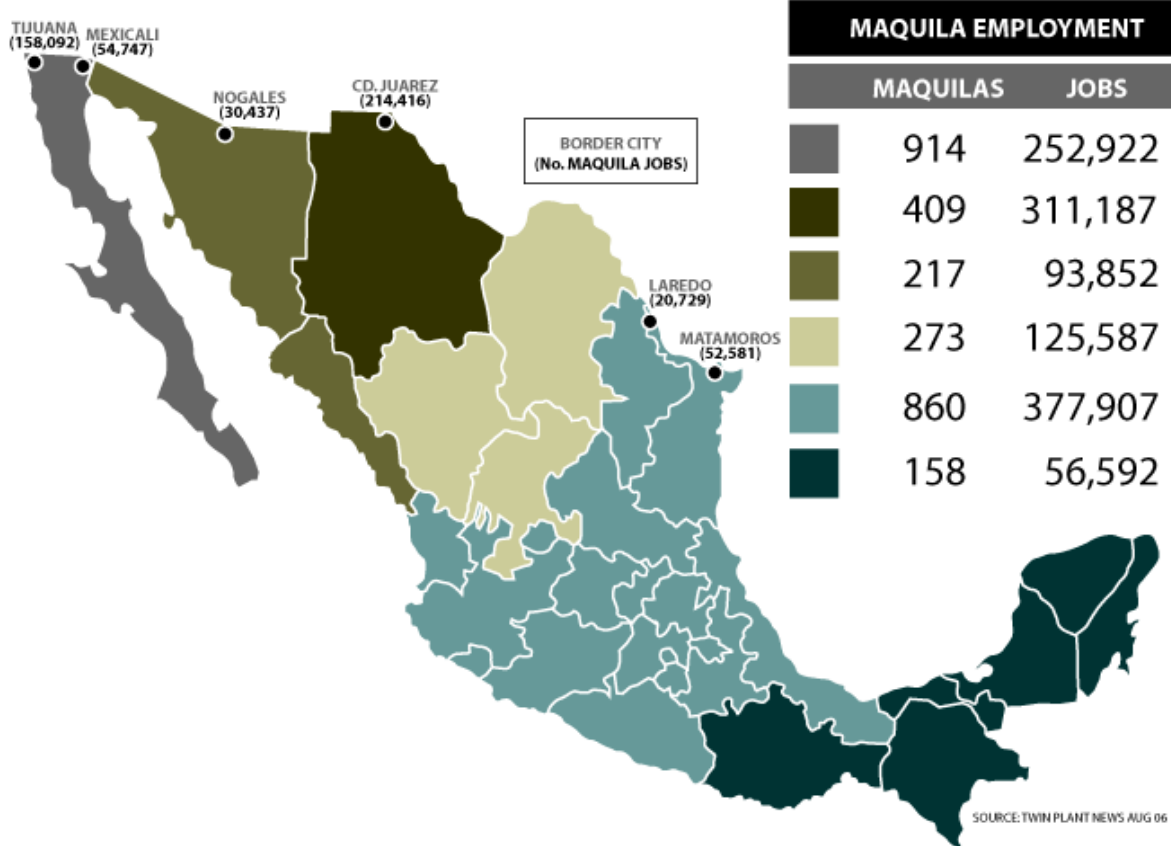 TIJUANA
(158,092)
MEXICALI
(54,747)
NOGALES
(30,437)
CD. JUAREZ
(214,416)
BORDER CITY
(No. MAQUILA JOBS)
LAREDO
(20,729)
MATAMOROS
(52,581)
MAQUILA EMPLOYMENT
MAQUILAS JOBS
914 252,922
409 311,187
217 93,852
273 125,587
860 377,907
158 56,592
SOURCE: TWIN PLANT NEWS AUG 06